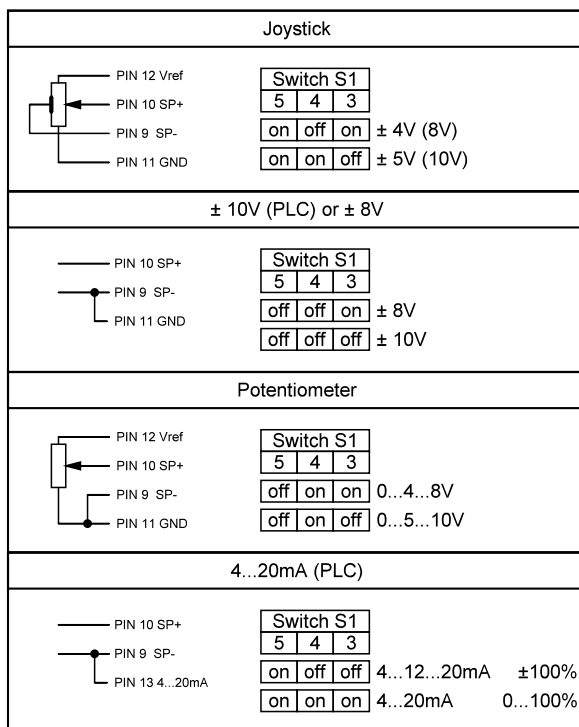 Joystick
PIN 12 Vref
PIN 10 SP+
PIN 9 SP-
PIN 11 GND
Switch S1
5 4 3
on off on ± 4V (8V)
on on off ± 5V (10V)
± 10V (PLC) or ± 8V
PIN 10 SP+
PIN 9 SP-
PIN 11 GND
Switch S1
5 4 3
off off on ± 8V
off off off ± 10V
Potentiometer
PIN 12 Vref
PIN 10 SP+
PIN 9 SP-
PIN 11 GND
Switch S1
5 4 3
off on on 0...4...8V
off on off 0...5...10V
4...20mA (PLC)
PIN 10 SP+
PIN 9 SP-
PIN 13 4...20mA
Switch S1
5 4 3
on off off 4...12...20mA ±100%
on on on 4...20mA 0...100%